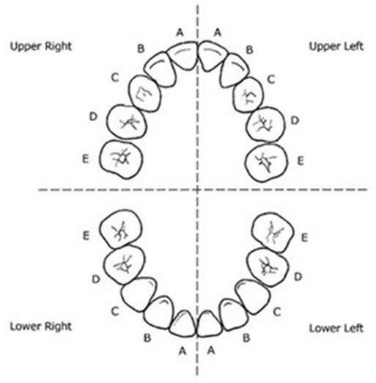 A A
B B
Upper Right Upper Left
C C
D D
E E
E E
D D
C C
Lower Right Lower Left
B B
A A